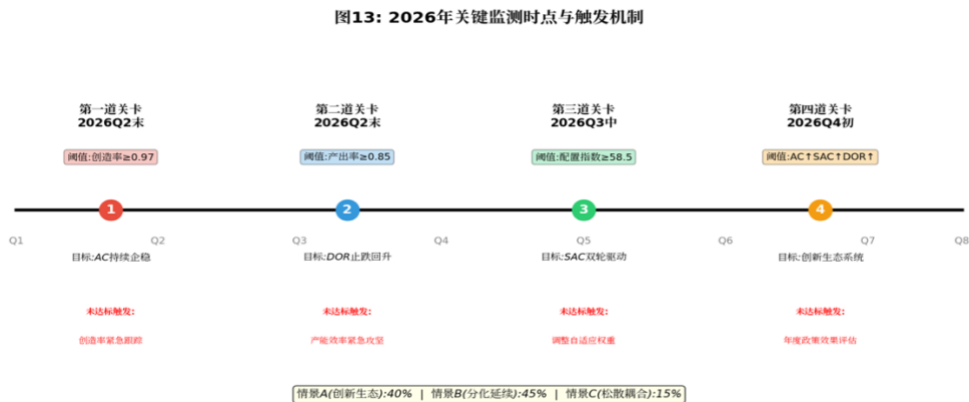 图13: 2026年关键监测时点与触发机制
第一道关卡
2026Q2末
第二道关卡
2026Q2末
第三道关卡
2026Q3中
第四道关卡
2026Q4初
阈值:创造率≥0.97
阈值:产出率≥0.85
阈值:配置指数≥58.5
阈值:AC↑SAC↑DOR↑
1
2
3
4
Q1
Q2
Q3
Q4
Q5
Q6
Q7
Q8
目标:AC持续企稳
目标:DOR止跌回升
目标:SAC双轮驱动
目标:创新生态系统
未达标触发:
未达标触发:
未达标触发:
未达标触发:
创造率紧急跟踪
产能效率紧急攻坚
调整自适应权重
年度政策效果评估
情景A(创新生态):40% | 情景B(分化延续):45% | 情景C(松散耦合):15%